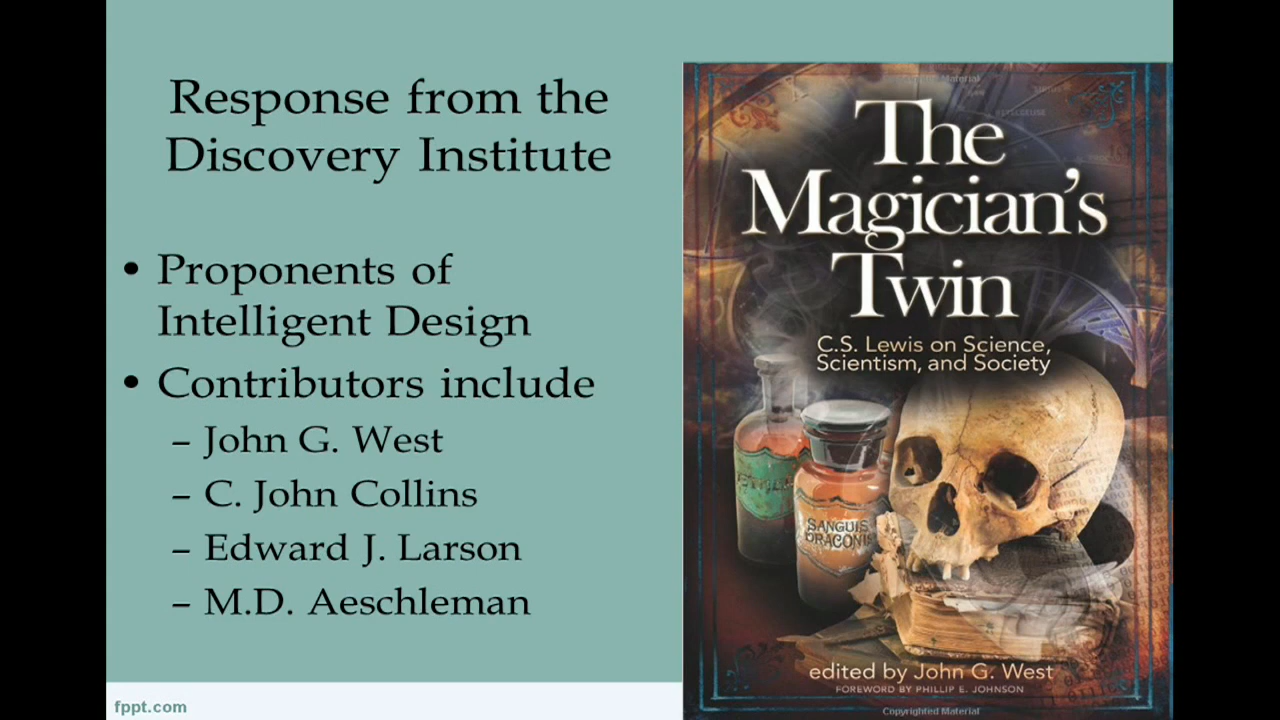 Response from the
Discovery Institute
• Proponents of
Intelligent Design
• Contributors include
– John G. West
– C. John Collins
– Edward J. Larson
– M.D. Aeschleman
fppt.com
Copyrighted Material
The
Magician's
Twin
C.S. Lewis on Science,
Scientism, and Society
SANGUIS
DRACONIS
edited by John G. West
FOREWORD BY PHILLIP E. JOHNSON
Copyrighted Material